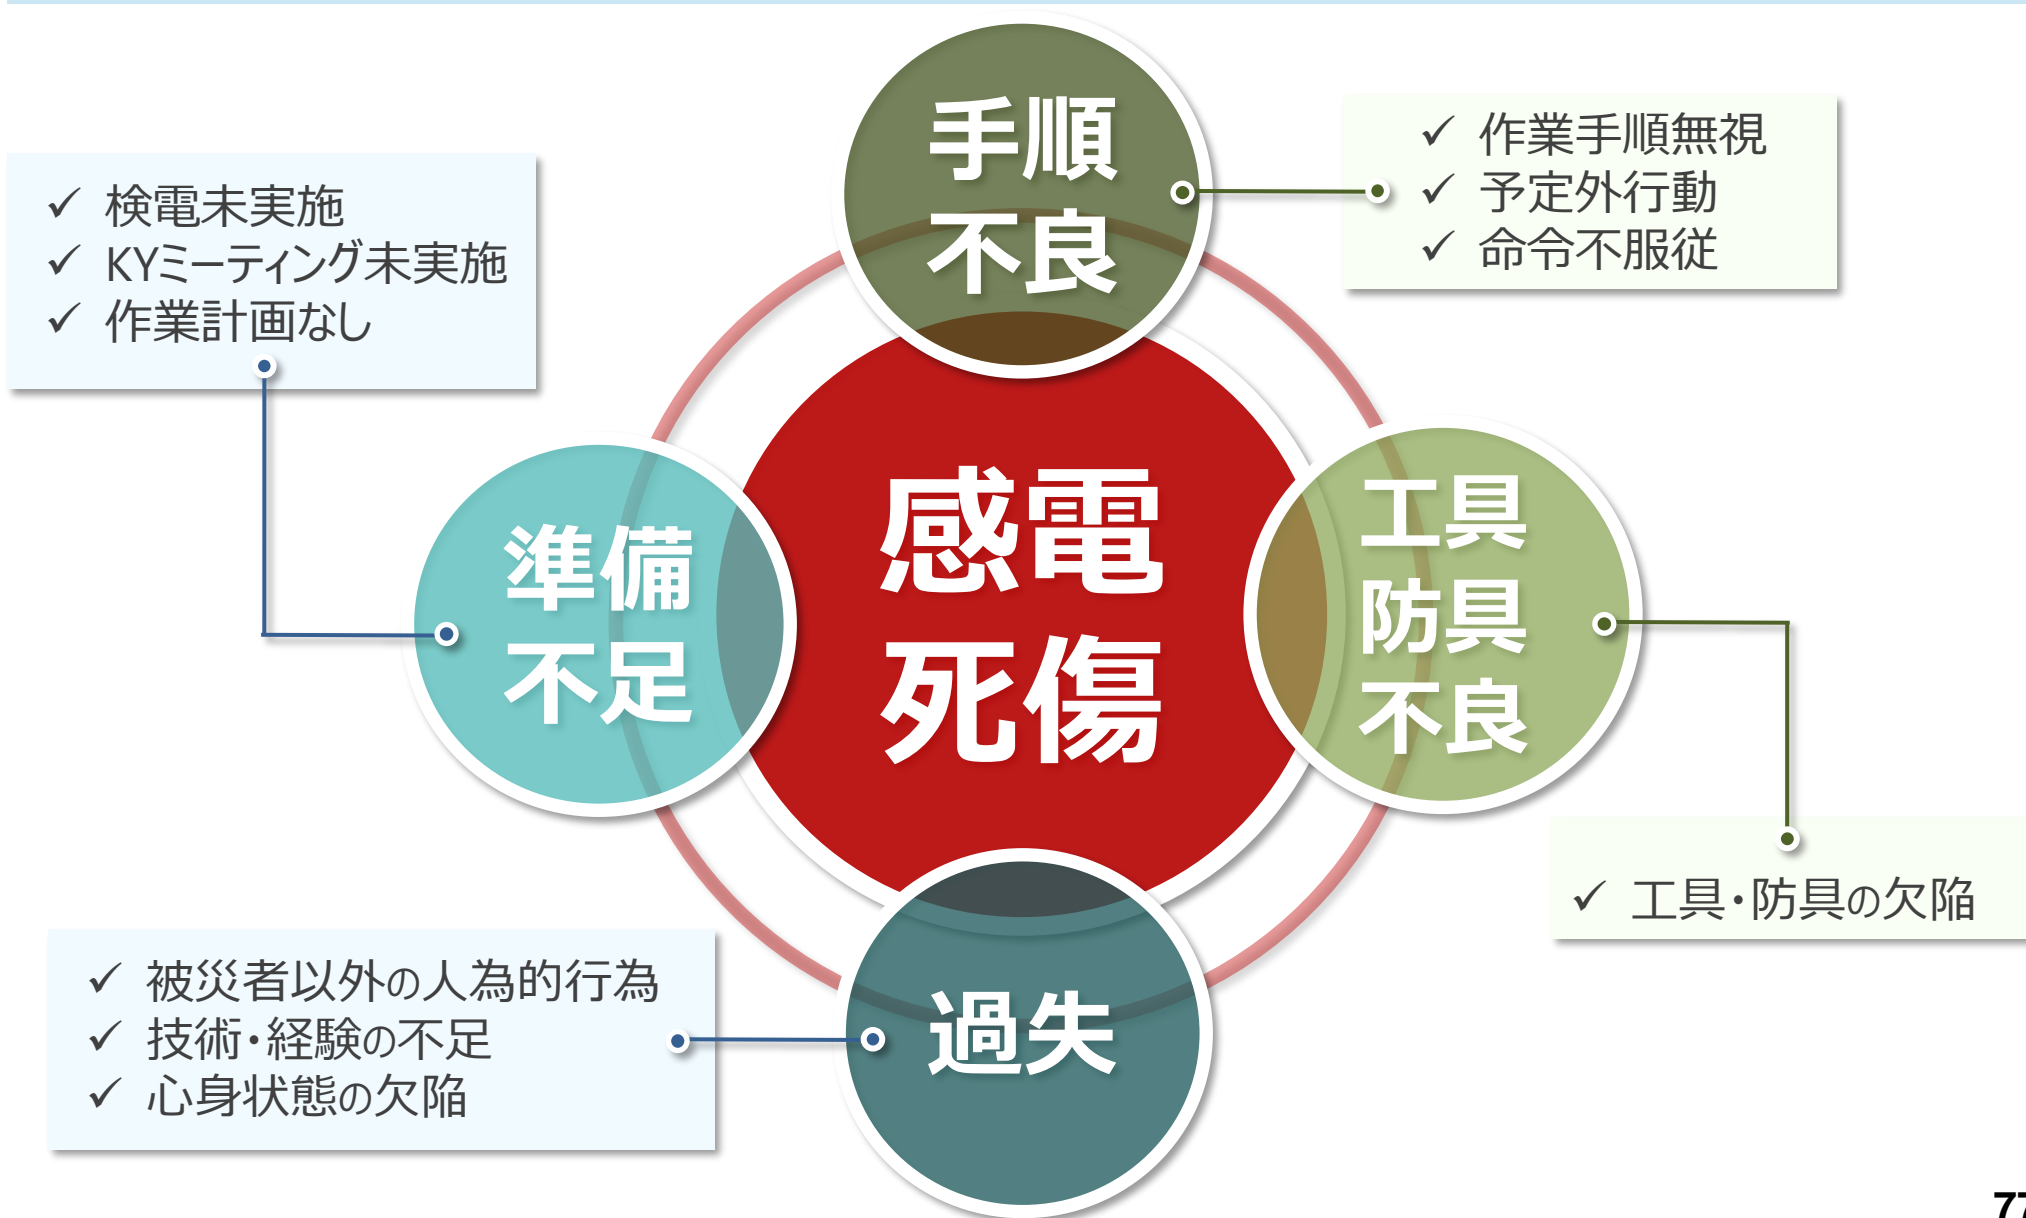 手順
不良
✓ 作業手順無視
✓ 予定外行動
✓ 命令不服従
✓ 検電未実施
✓ KYミーティング未実施
✓ 作業計画なし
感電
死傷
準備
不足
工具
防具
不良
✓ 工具・防具の欠陥
✓ 被災者以外の人為的行為
✓ 技術・経験の不足
✓ 心身状態の欠陥
過失
77